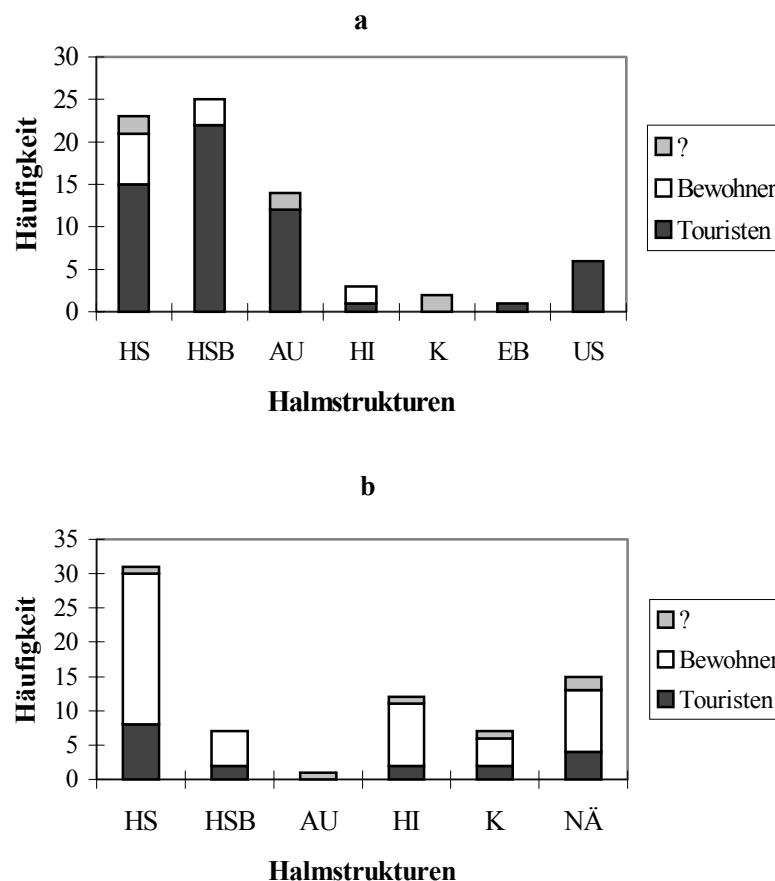 a
30
25
20
15
10
5
0
Häufigkeit
HS HSB AU HI K EB US
Halmstrukturen
?
Bewohner
Touristen
b
35
30
25
20
15
10
5
0
Häufigkeit
HS HSB AU HI K NÄ
Halmstrukturen
?
Bewohner
Touristen